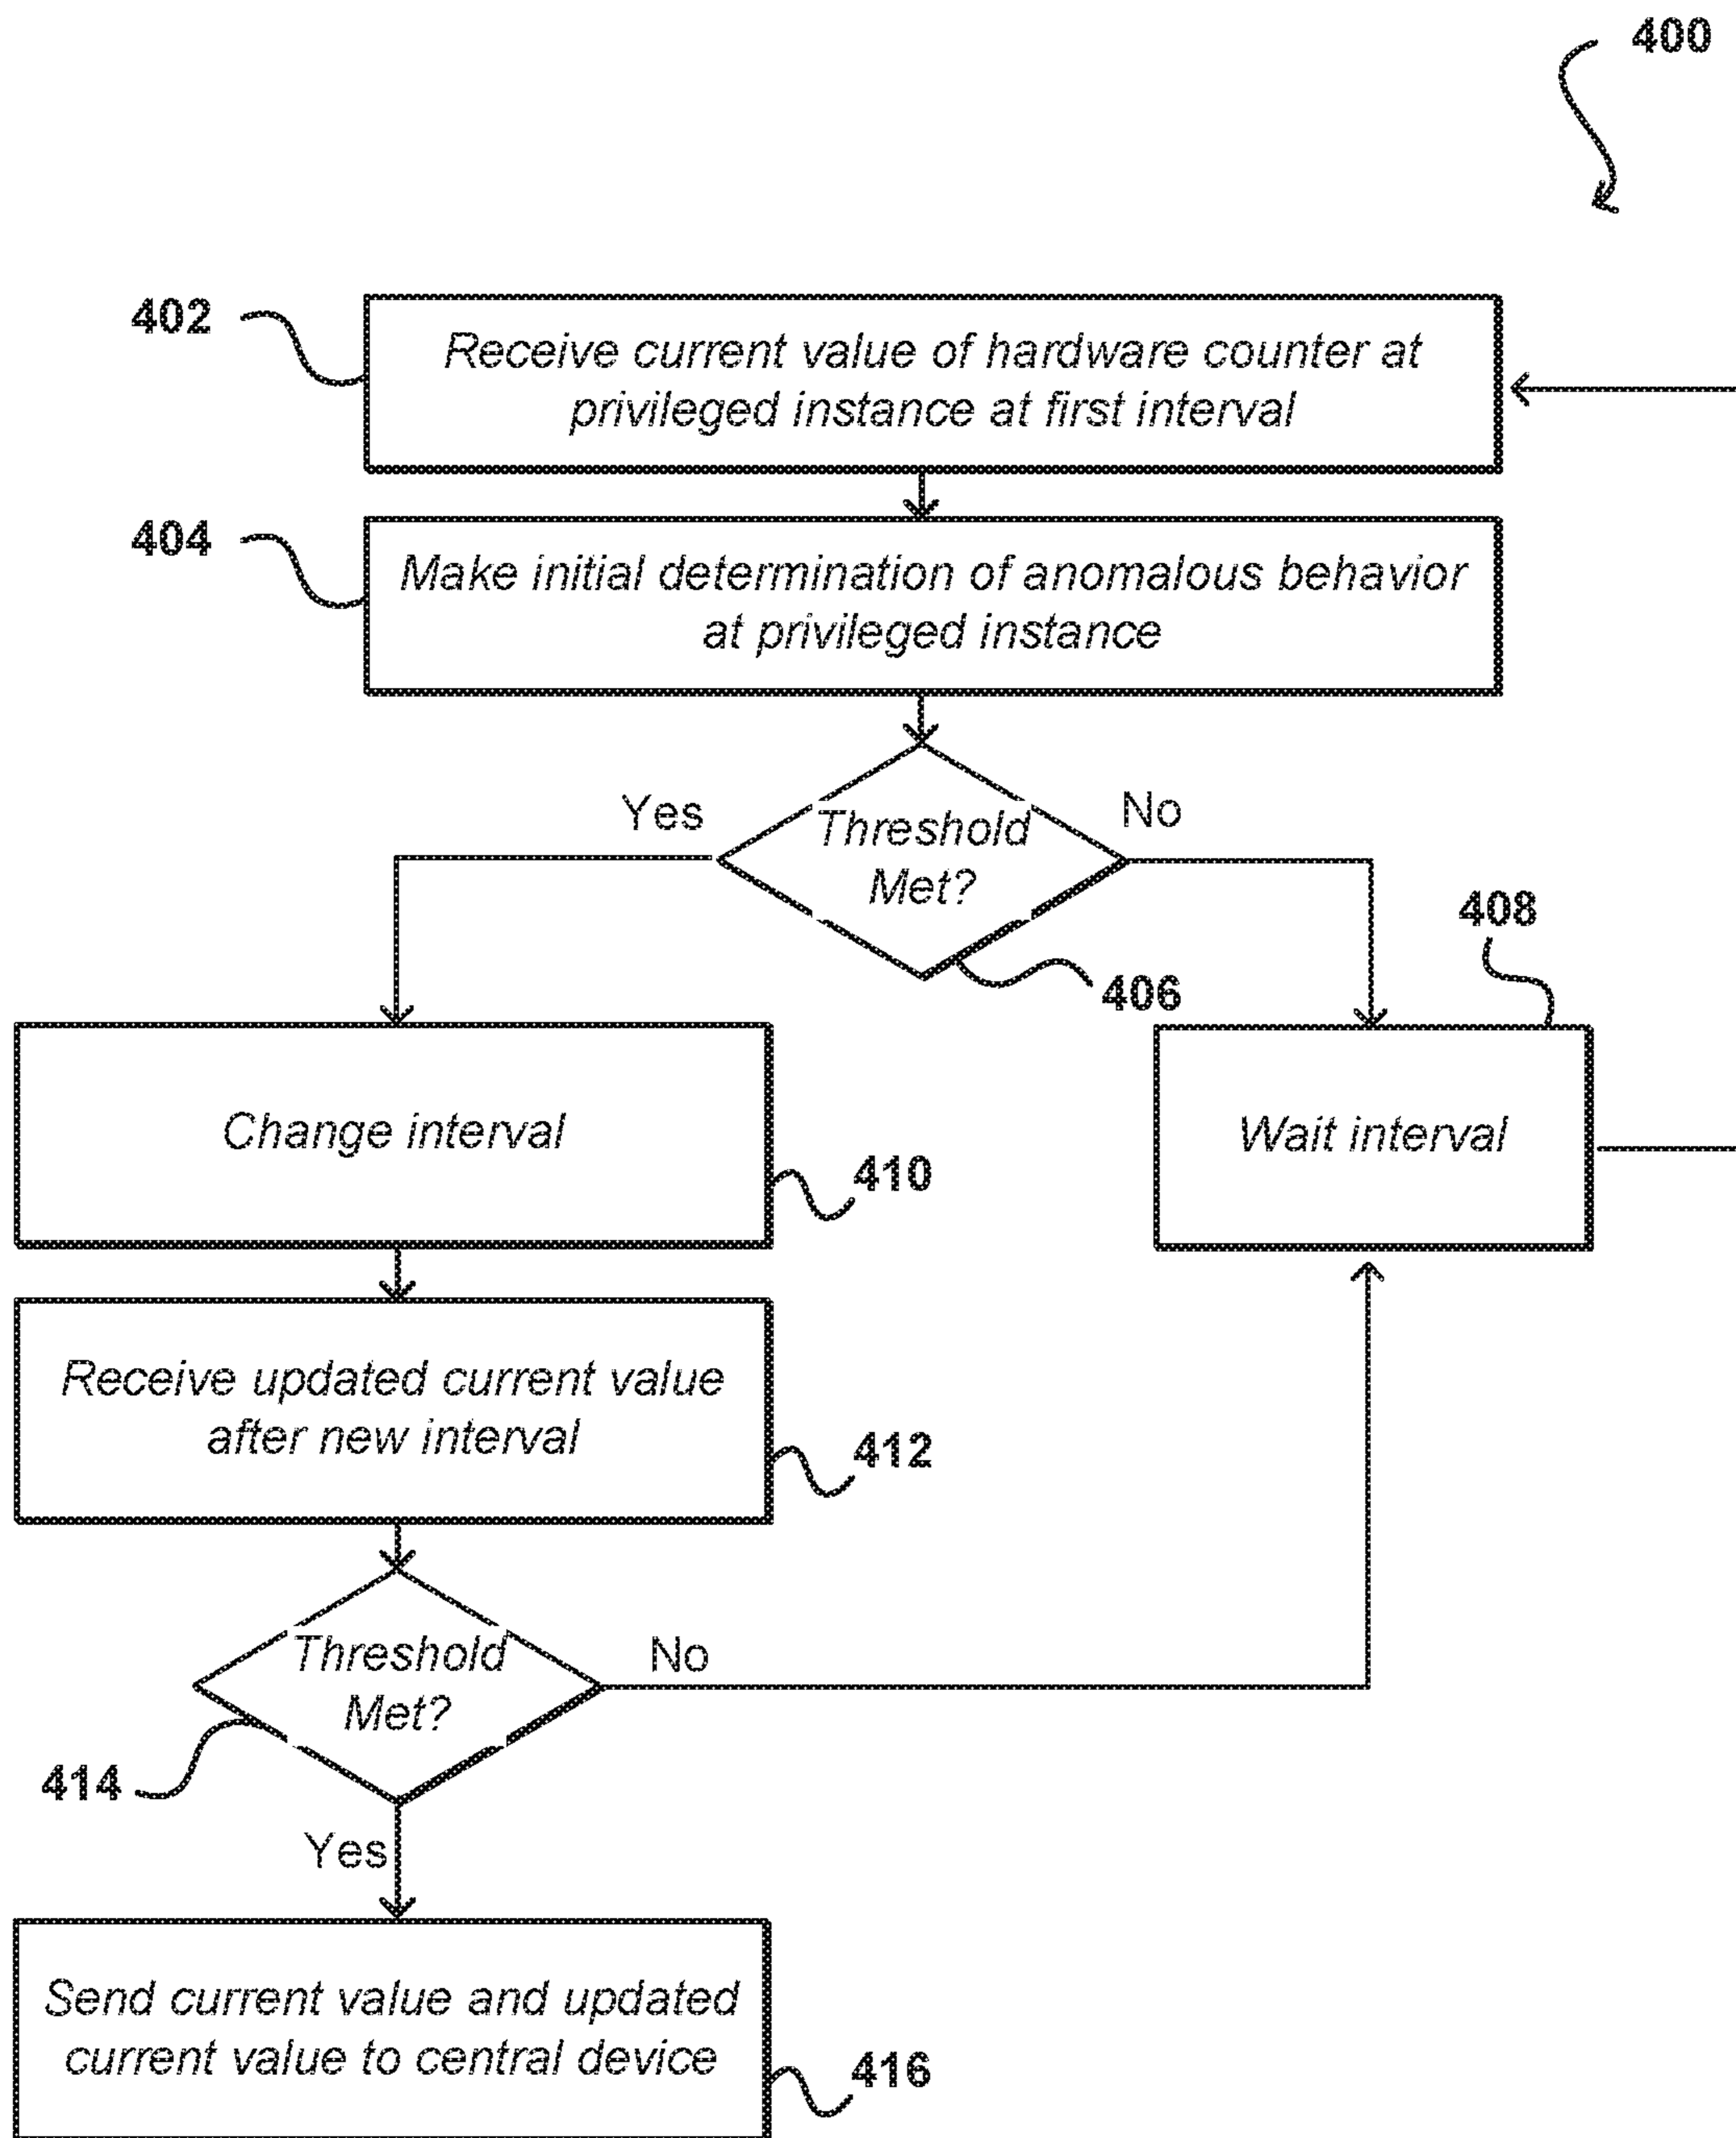 400
402
Receive current value of hardware counter at
privileged instance at first interval
404
Make initial determination of anomalous behavior
at privileged instance
Yes
Threshold
Met?
No
406
408
Change interval
410
Wait interval
Receive updated current value
after new interval
412
Threshold
Met?
No
414
Yes
Send current value and updated
current value to central device
416